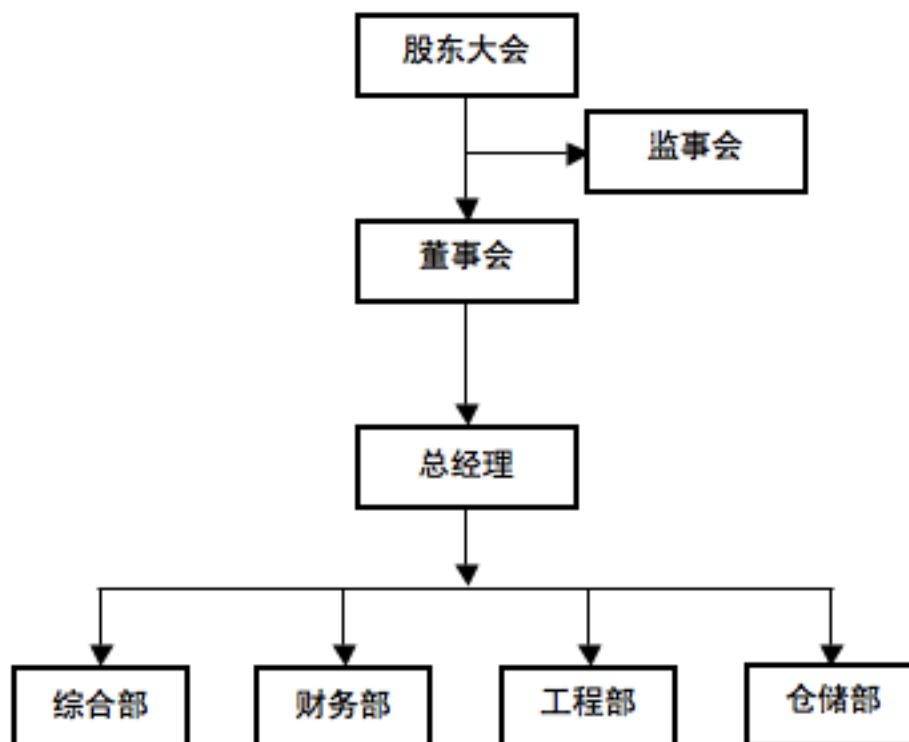 股东大会
监事会
董事会
总经理
综合部
财务部
工程部
仓储部